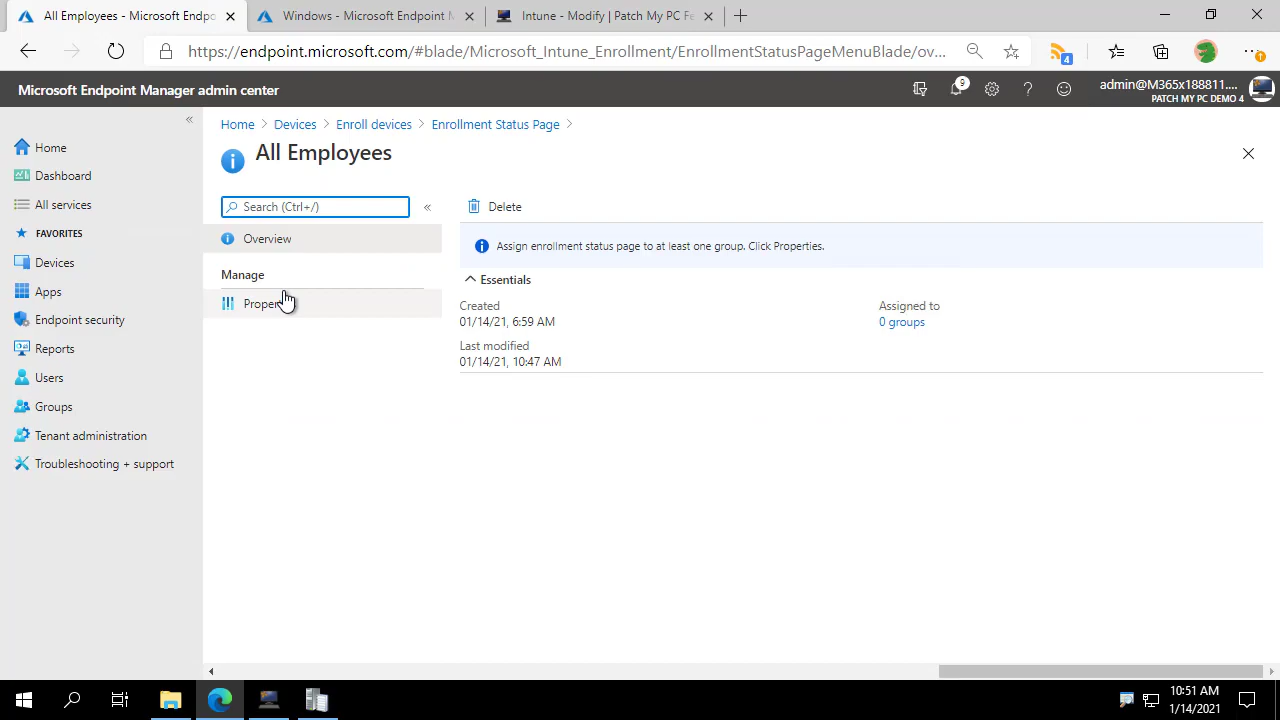 All Employees - Microsoft Endpo
Windows - Microsoft Endpoint M
Intune - Modify | Patch My PC Fe
https://endpoint.microsoft.com/#blade/Microsoft_Intune_Enrollment/EnrollmentStatusPageMenuBlade/ov...
4
Microsoft Endpoint Manager admin center
9
admin@M365x188811....
PATCH MY PC DEMO 4
Home
Dashboard
All services
FAVORITES
Devices
Apps
Endpoint security
Reports
Users
Groups
Tenant administration
Troubleshooting + support
Home > Devices > Enroll devices > Enrollment Status Page >
All Employees
Search (Ctrl+/)
Overview
Manage
Proper
Delete
Assign enrollment status page to at least one group. Click Properties.
Essentials
Created
01/14/21, 6:59 AM
Last modified
01/14/21, 10:47 AM
Assigned to
0 groups
10:51 AM
1/14/2021